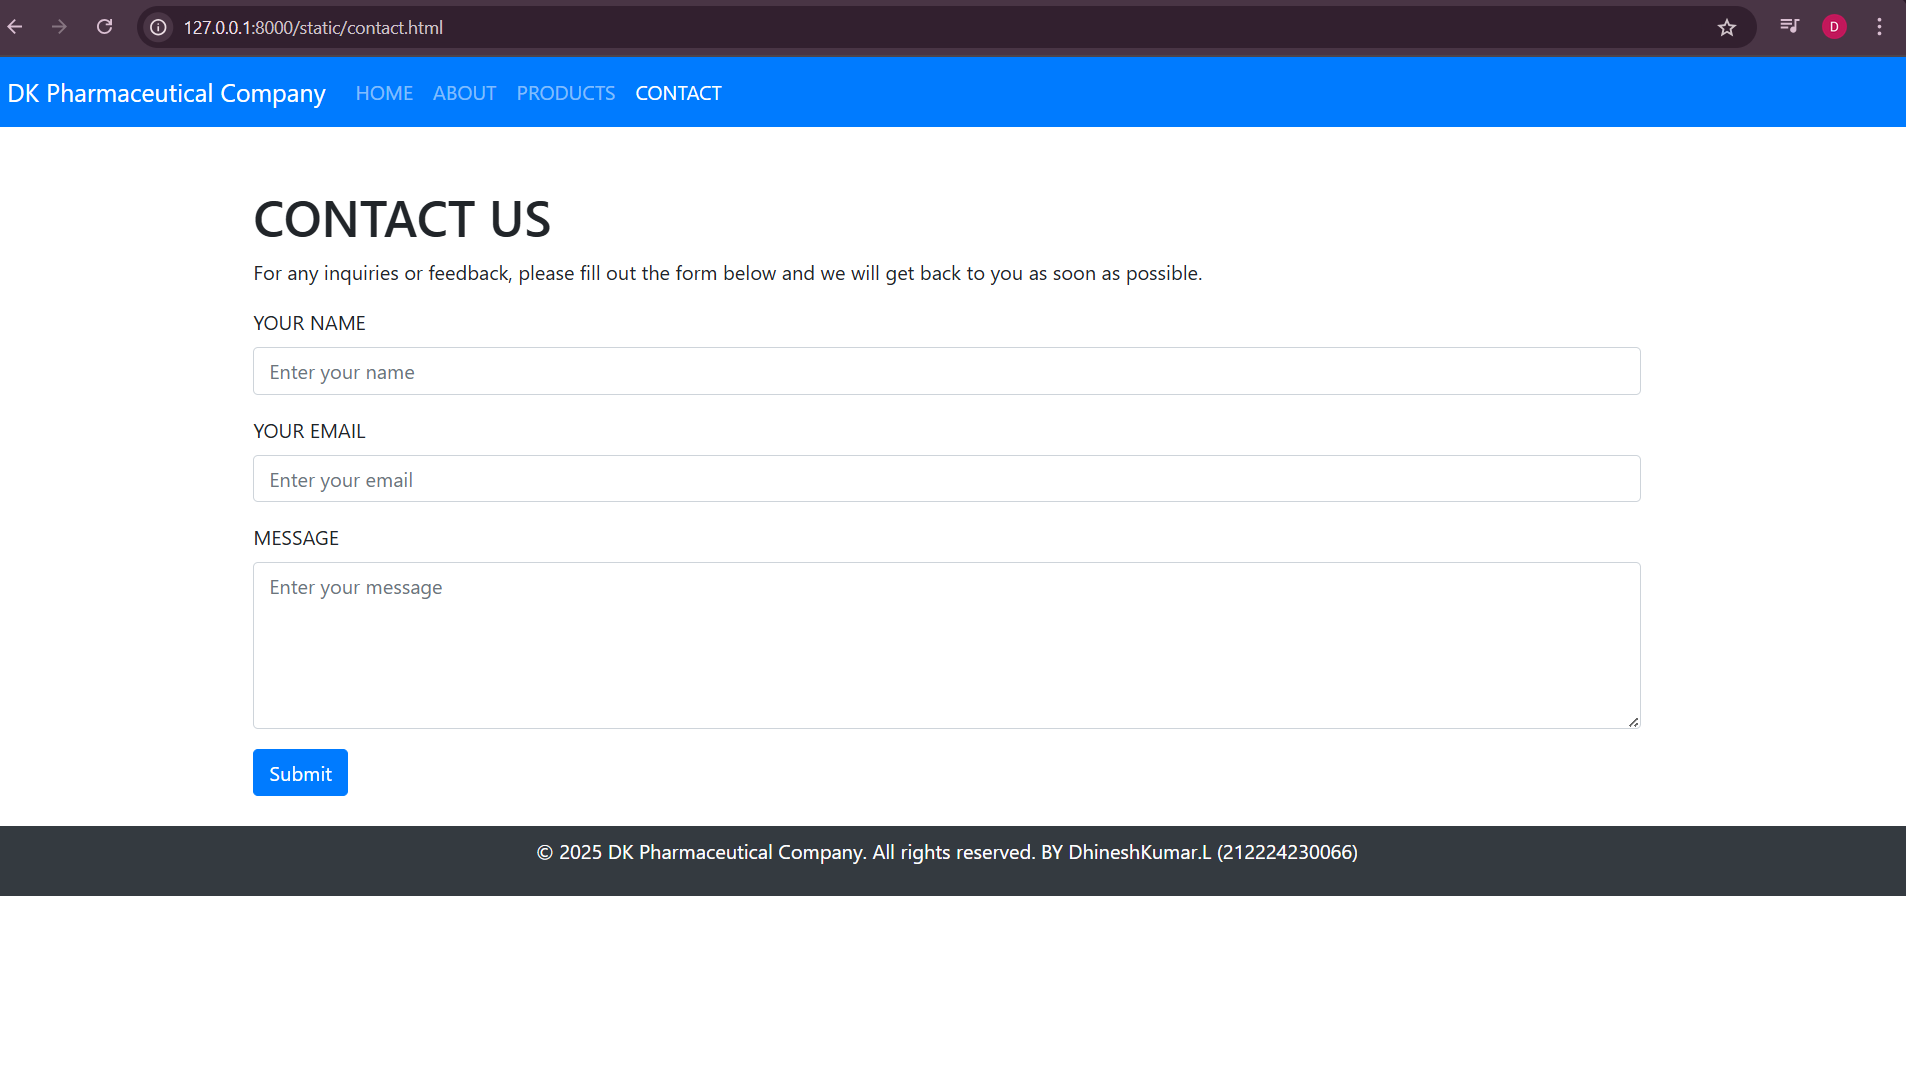 127.0.0.1:8000/static/contact.html
D
DK Pharmaceutical Company HOME ABOUT PRODUCTS CONTACT
CONTACT US
For any inquiries or feedback, please fill out the form below and we will get back to you as soon as possible.
YOUR NAME
Enter your name
YOUR EMAIL
Enter your email
MESSAGE
Enter your message
Submit
© 2025 DK Pharmaceutical Company. All rights reserved. BY DhineshKumar.L (212224230066)